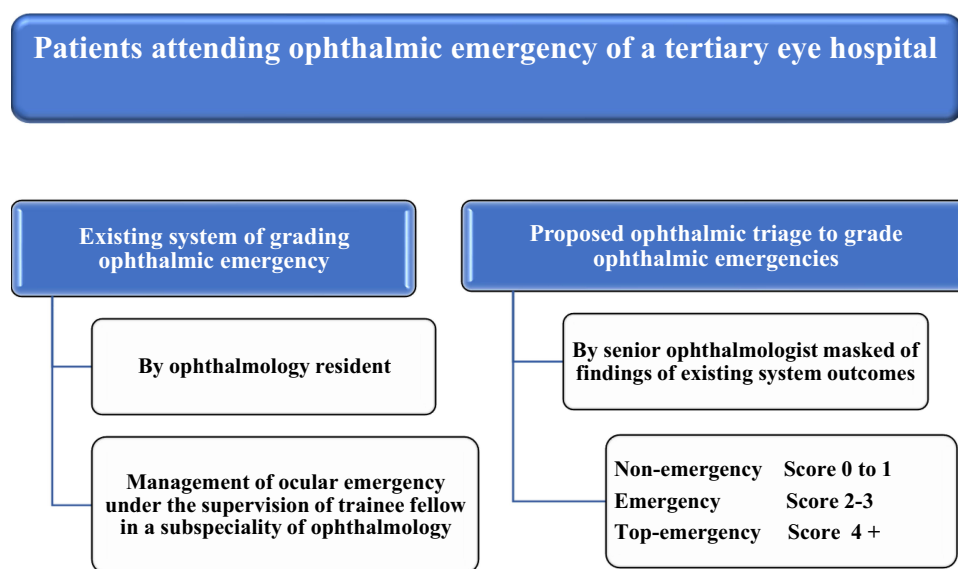 Patients attending ophthalmic emergency of a tertiary eye hospital
Existing system of grading
ophthalmic emergency
By ophthalmology resident
Management of ocular emergency
under the supervision of trainee fellow
in a subspeciality of ophthalmology
Proposed ophthalmic triage to grade
ophthalmic emergencies
By senior ophthalmologist masked of
findings of existing system outcomes
Non-emergency Score 0 to 1
Emergency Score 2-3
Top-emergency Score 4 +